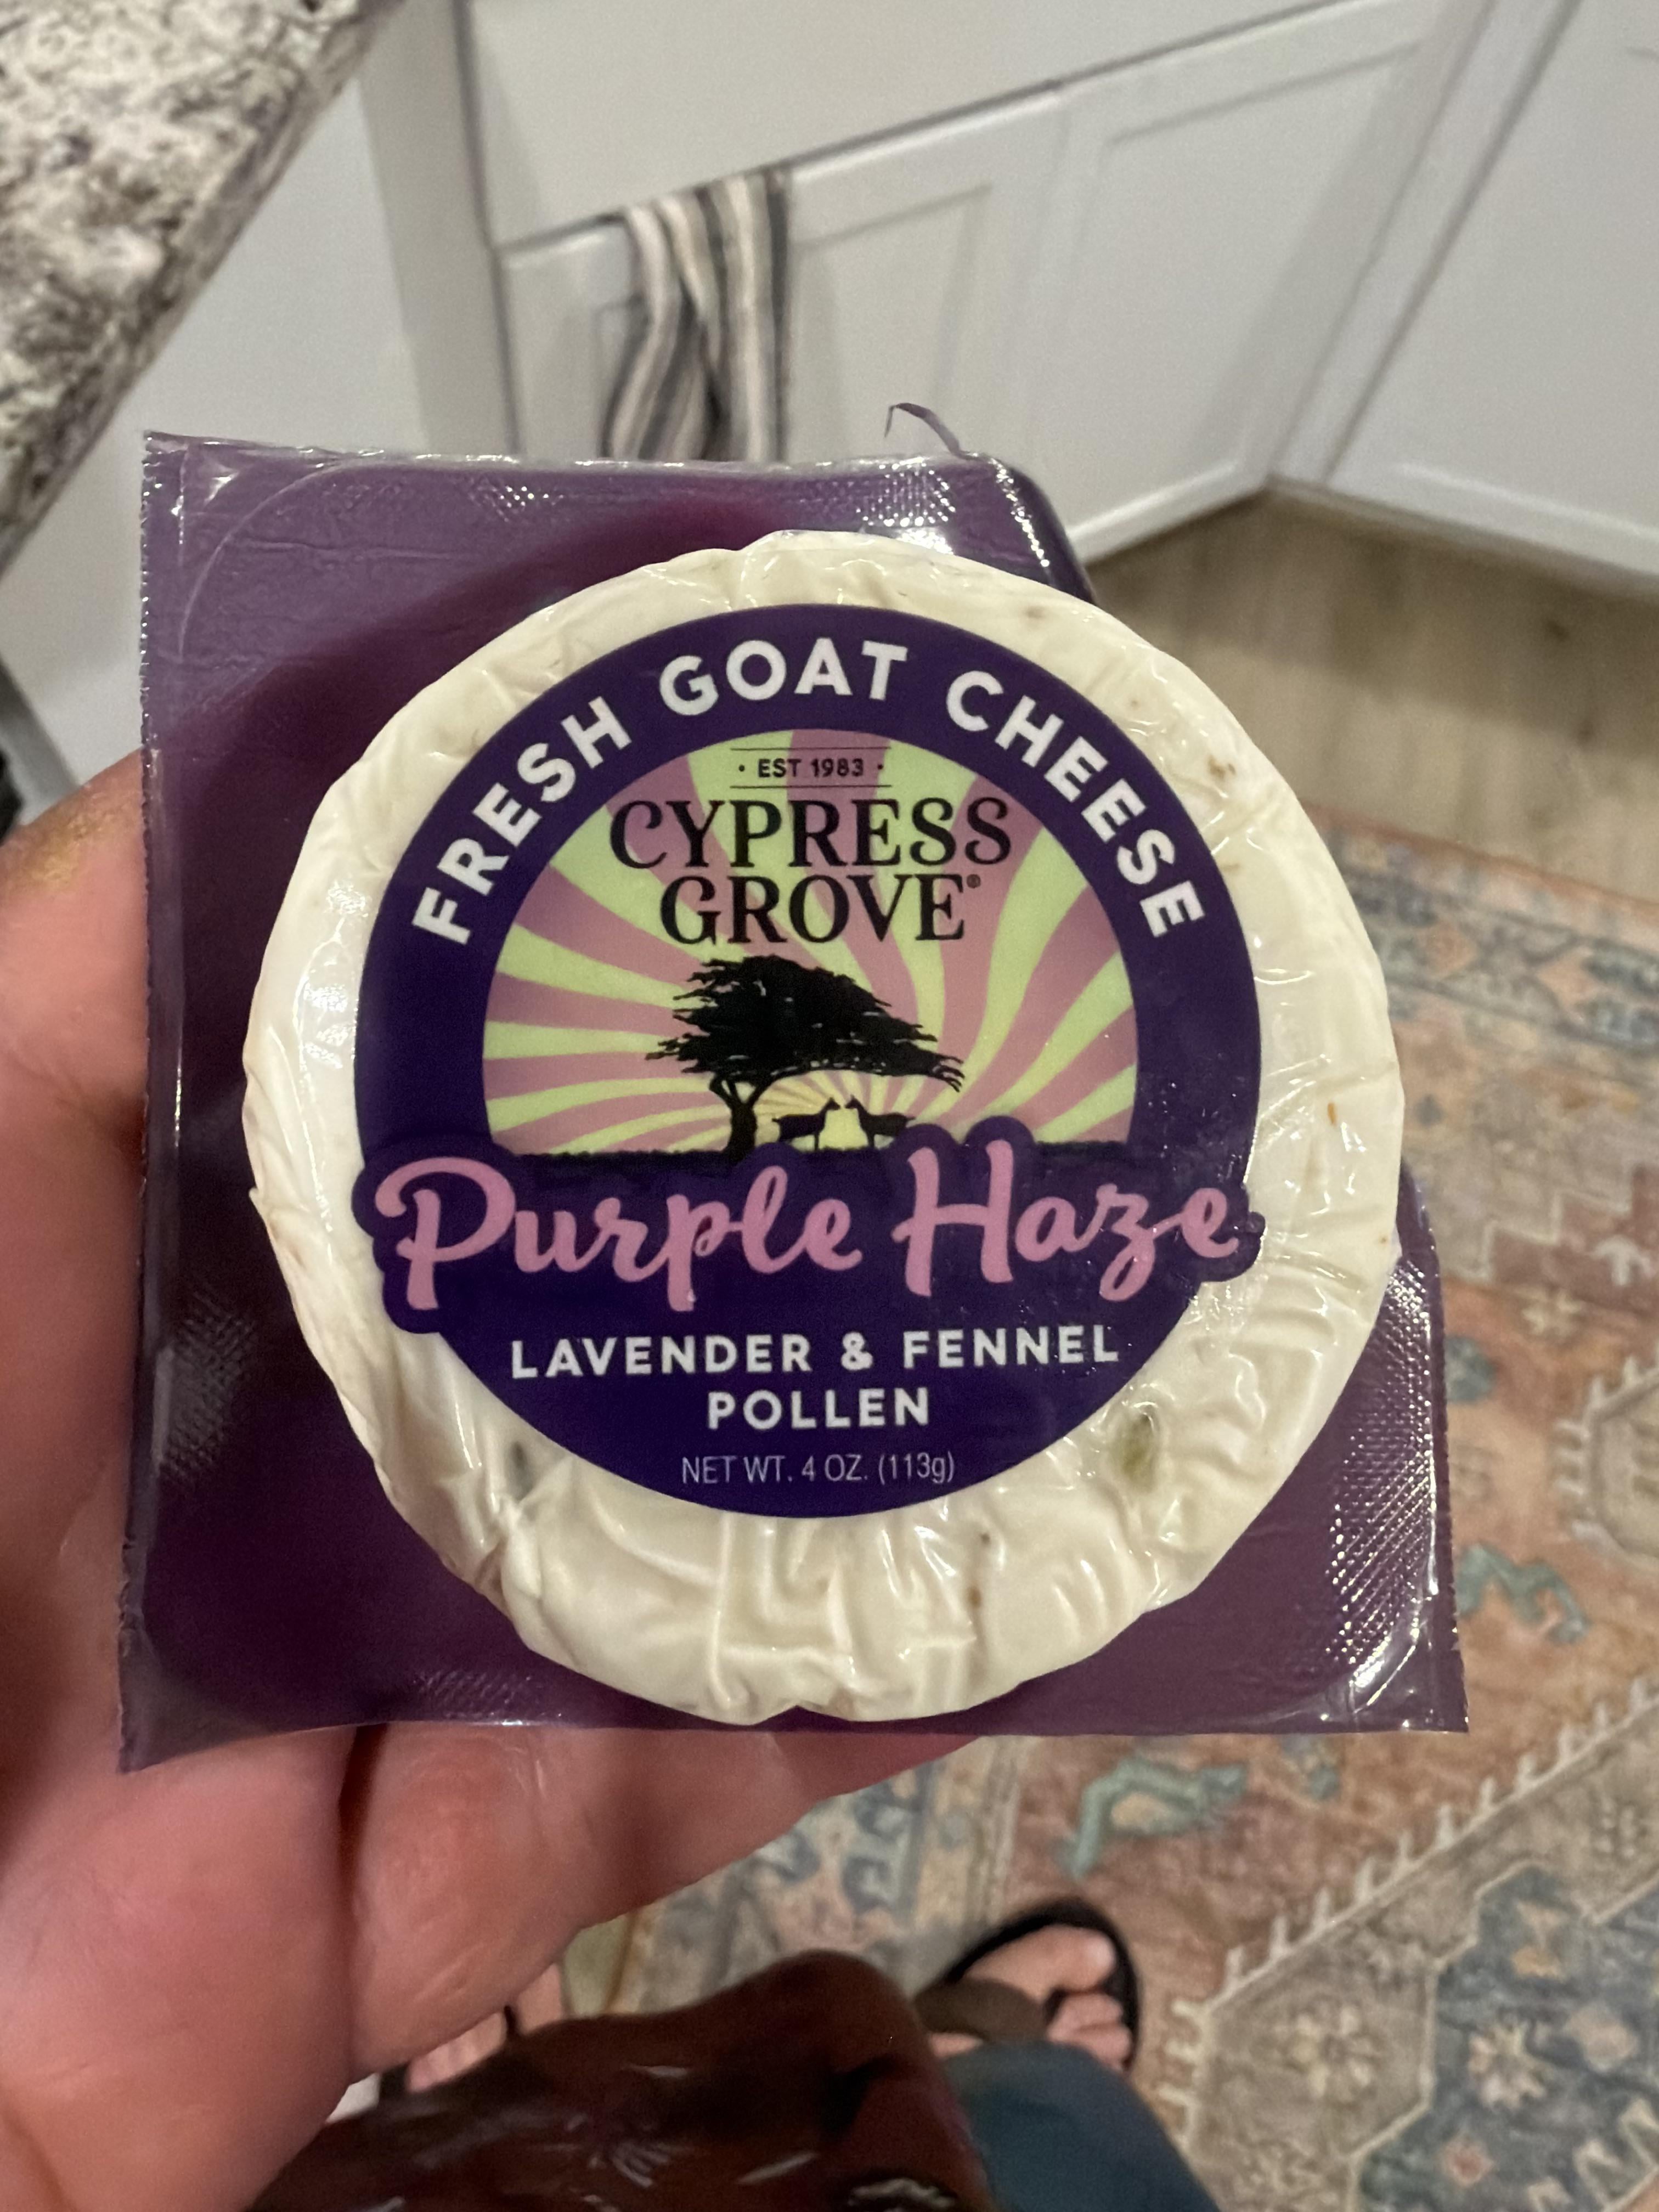 FRESH GOAT CHEESE
· EST 1983 ·
CYPRESS
GROVE®
Purple Haze
LAVENDER & FENNEL
POLLEN
NET WT. 4 OZ. (113g)